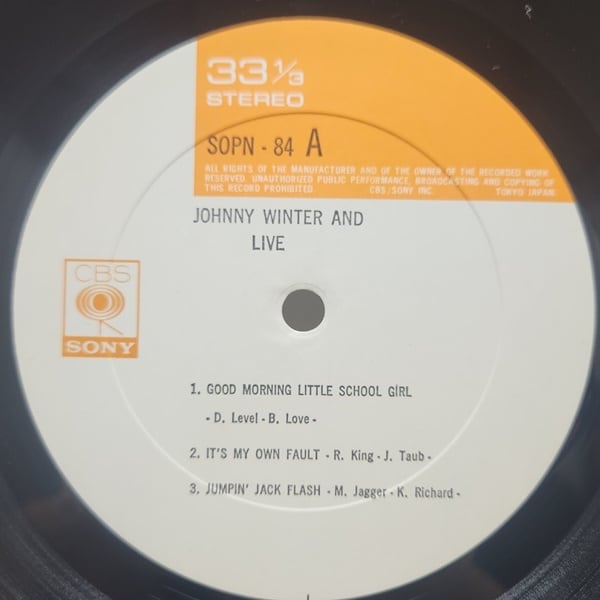 33 1/3
STEREO
SOPN - 84 A
ALL RIGHTS OF THE MANUFACTURER AND OF THE OWNER OF THE RECORDED WORK
RESERVED. UNAUTHORIZED PUBLIC PERFORMANCE, BROADCASTING AND COPYING OF
THIS RECORD PROHIBITED. CBS/SONY INC. TOKYO JAPAN
JOHNNY WINTER AND
LIVE
CBS
SONY
1. GOOD MORNING LITTLE SCHOOL GIRL
- D. Level - B. Love -
2. IT'S MY OWN FAULT - R. King - J. Taub -
3. JUMPIN' JACK FLASH - M. Jagger - K. Richard -